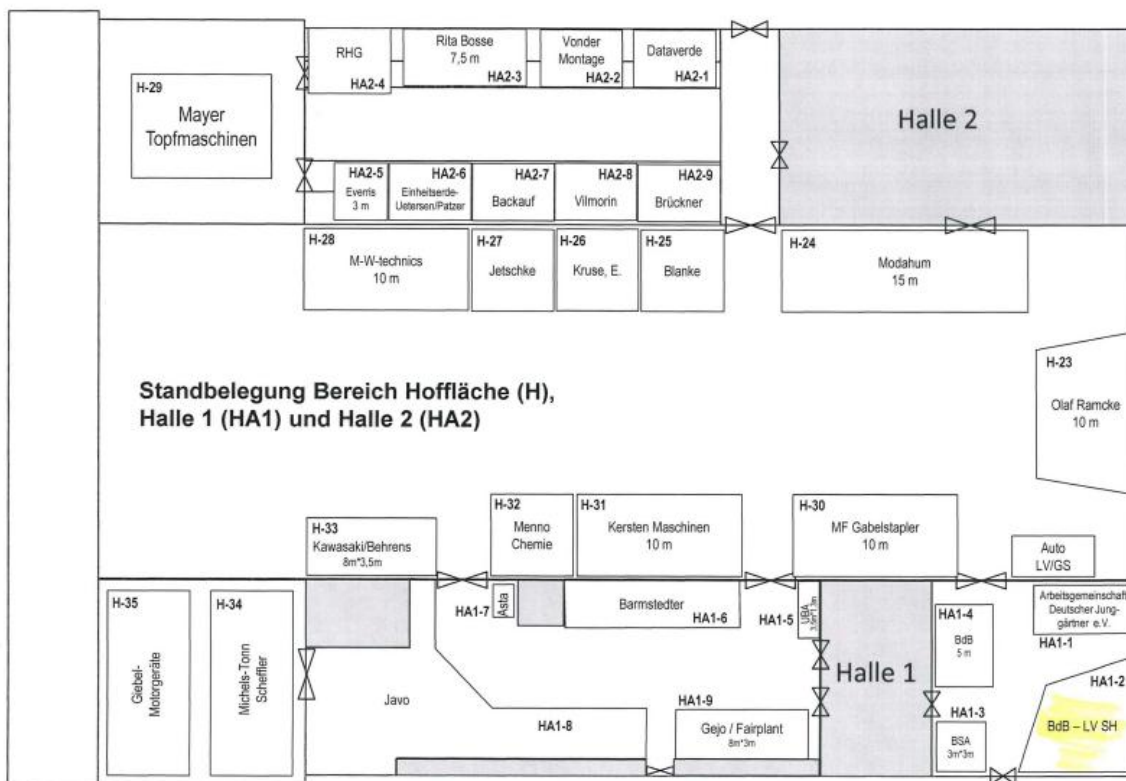 RHG
HA2-4
Rita Bosse
7,5 m
HA2-3
Vonder
Montage
HA2-2
Dataverde
HA2-1
H-29
Mayer
Topfmaschinen
Halle 2
HA2-5
Everris
3 m
HA2-6
Einheitserde-
Uetersen/Patzer
HA2-7
Backauf
HA2-8
Vilmorin
HA2-9
Brückner
H-28
M-W-technics
10 m
H-27
Jetschke
H-26
Kruse, E.
H-25
Blanke
H-24
Modahum
15 m
H-23
Olaf Ramcke
10 m
Standbelegung Bereich Hoffläche (H),
Halle 1 (HA1) und Halle 2 (HA2)
H-33
Kawasaki/Behrens
8m*3,5m
H-32
Menno
Chemie
H-31
Kersten Maschinen
10 m
H-30
MF Gabelstapler
10 m
Auto
LV/GS
H-35
Giebel-
Motorgeräte
H-34
Michels-Tonn
Scheffler
HA1-7
Asta
Barmstedter
HA1-6
HA1-5
UBA
HA1-4
BdB
5 m
Arbeitsgemeinschaft
Deutscher Jung-
gärtner e.V.
HA1-1
Javo
HA1-8
HA1-9
Gejo / Fairplant
8m*3m
Halle 1
HA1-3
BSA
3m*3m
HA1-2
BdB – LV SH